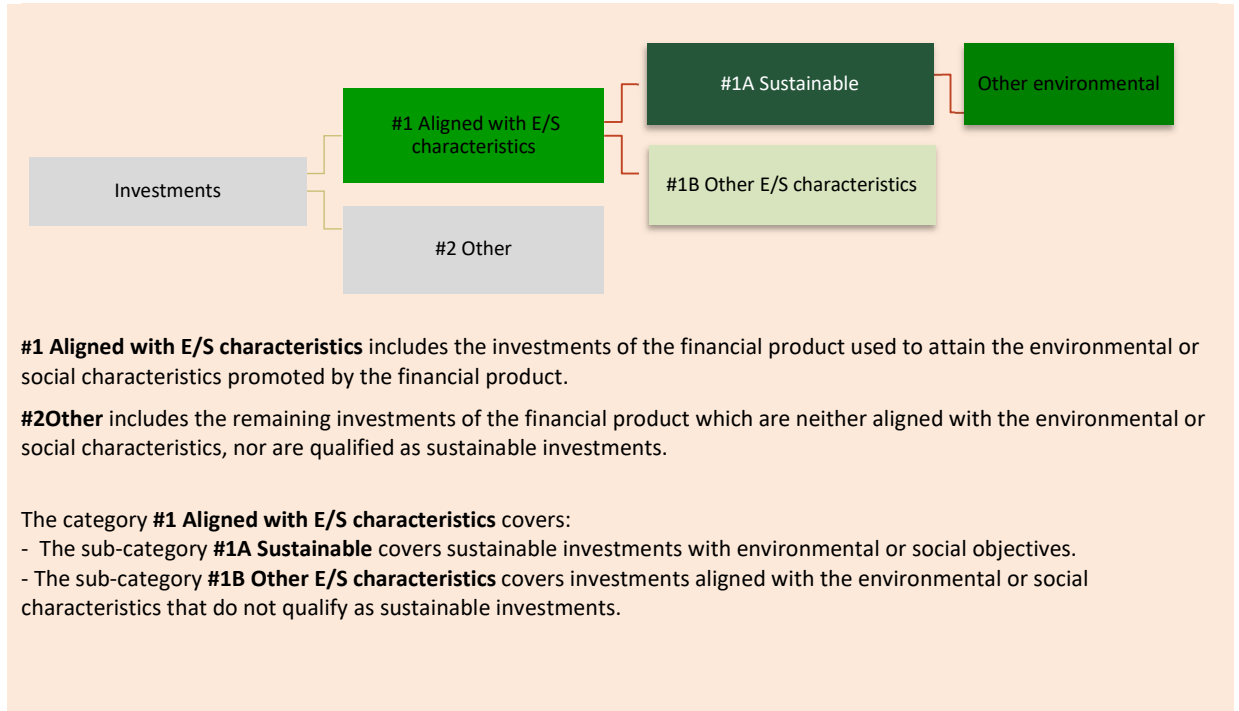 #1A Sustainable
Other environmental
#1 Aligned with E/S
characteristics
Investments
#1B Other E/S characteristics
#2 Other
#1 Aligned with E/S characteristics includes the investments of the financial product used to attain the environmental or
social characteristics promoted by the financial product.
#2Other includes the remaining investments of the financial product which are neither aligned with the environmental or
social characteristics, nor are qualified as sustainable investments.
The category #1 Aligned with E/S characteristics covers:
- The sub-category #1A Sustainable covers sustainable investments with environmental or social objectives.
- The sub-category #1B Other E/S characteristics covers investments aligned with the environmental or social
characteristics that do not qualify as sustainable investments.